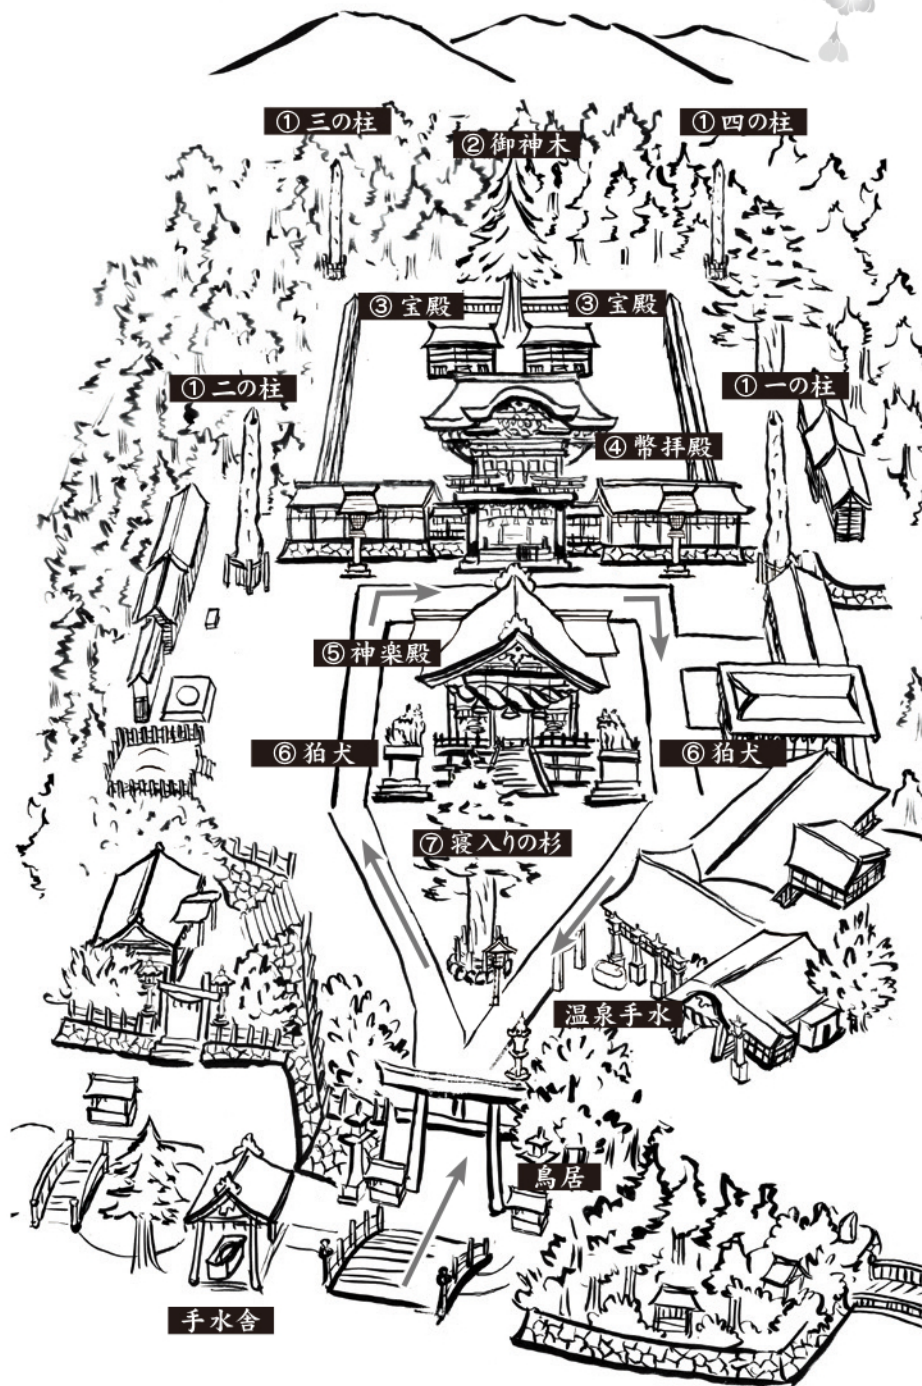 ①三の柱
①四の柱
②御神木
③宝殿
③宝殿
①二の柱
①一の柱
④幣拝殿
⑤神楽殿
⑥狛犬
⑥狛犬
⑦寝入りの杉
温泉手水
鳥居
手水舎